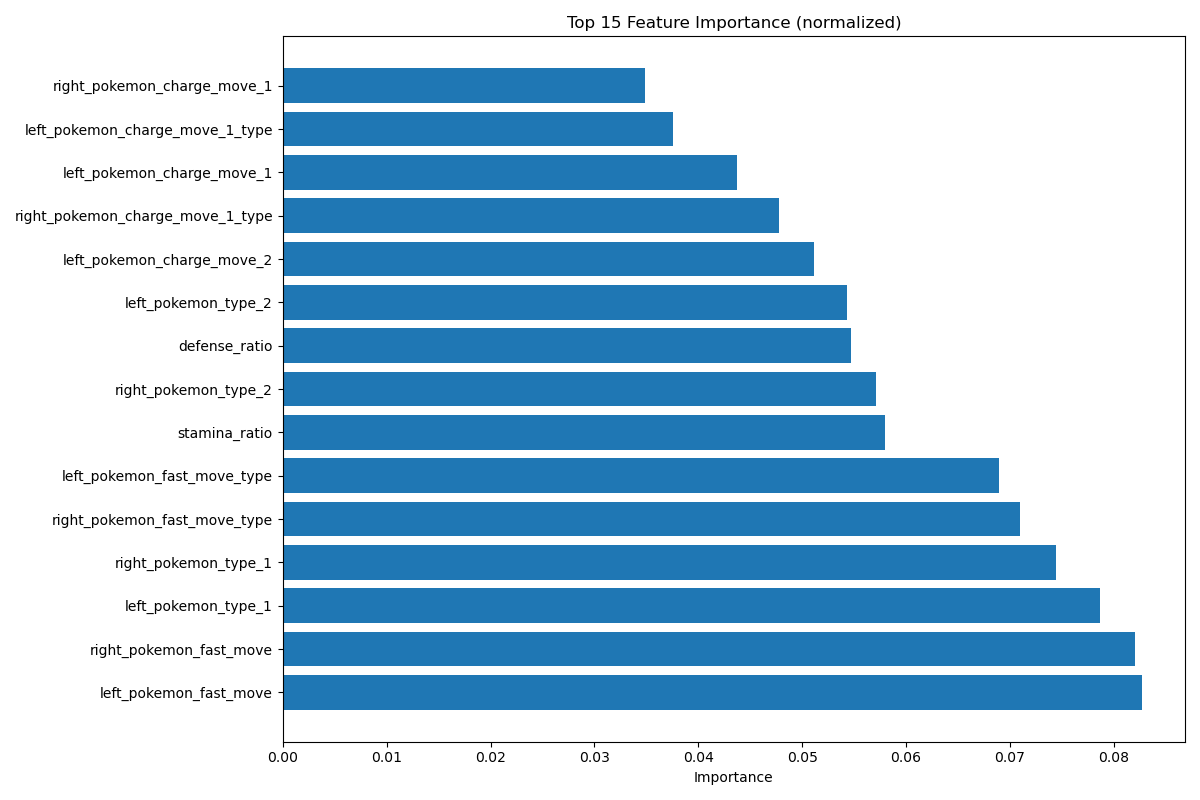 Top 15 Feature Importance (normalized)
right_pokemon_charge_move_1
left_pokemon_charge_move_1_type
left_pokemon_charge_move_1
right_pokemon_charge_move_1_type
left_pokemon_charge_move_2
left_pokemon_type_2
defense_ratio
right_pokemon_type_2
stamina_ratio
left_pokemon_fast_move_type
right_pokemon_fast_move_type
right_pokemon_type_1
left_pokemon_type_1
right_pokemon_fast_move
left_pokemon_fast_move
0.00 0.01 0.02 0.03 0.04 0.05 0.06 0.07 0.08
Importance